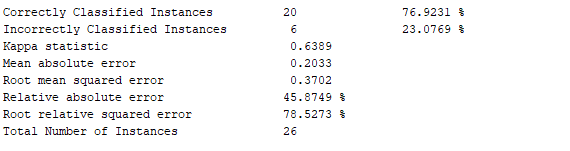 Correctly Classified Instances 20 76.9231 %
Incorrectly Classified Instances 6 23.0769 %
Kappa statistic 0.6389
Mean absolute error 0.2033
Root mean squared error 0.3702
Relative absolute error 45.8749 %
Root relative squared error 78.5273 %
Total Number of Instances 26